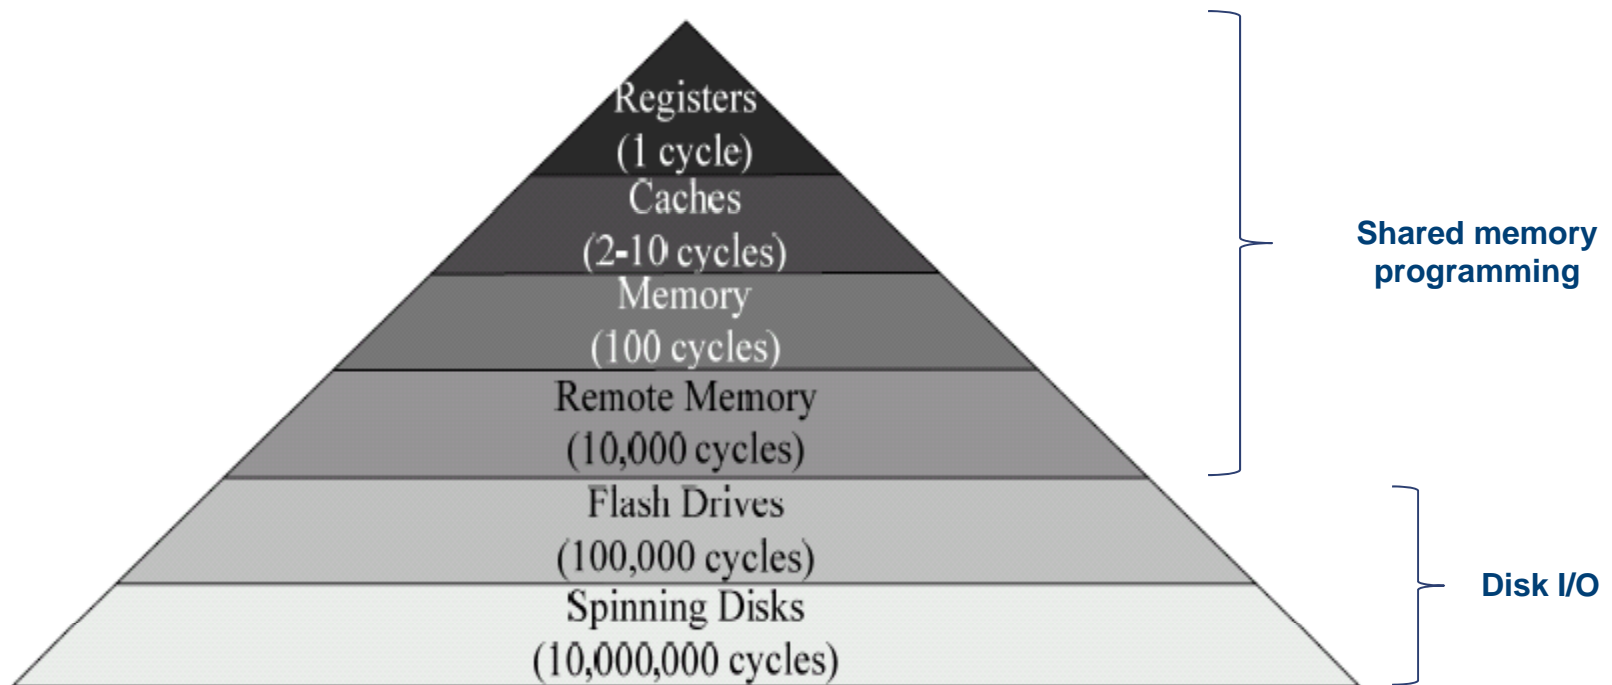 Registers
(1 cycle)
Caches
(2-10 cycles)
Memory
(100 cycles)
Remote Memory
(10,000 cycles)
Flash Drives
(100,000 cycles)
Spinning Disks
(10,000,000 cycles)
Shared memory
programming
Disk I/O